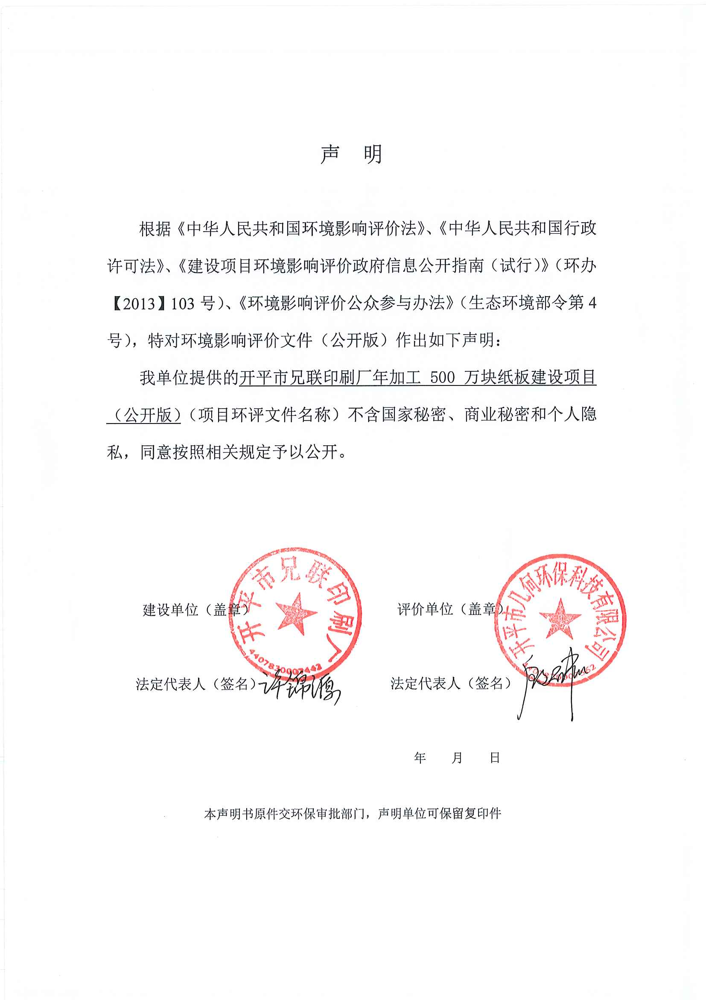 声 明
根据《中华人民共和国环境影响评价法》、《中华人民共和国行政
许可法》、《建设项目环境影响评价政府信息公开指南（试行）》（环办
【2013】103 号）、《环境影响评价公众参与办法》（生态环境部令第 4
号），特对环境影响评价文件（公开版）作出如下声明：
我单位提供的开平市兄联印刷厂年加工 500 万块纸板建设项目
（公开版）（项目环评文件名称）不含国家秘密、商业秘密和个人隐
私，同意按照相关规定予以公开。
开平市兄联印刷厂
开平市几何环保科技有限公司
建设单位（盖章）
评价单位（盖章）
4407830002442
法定代表人（签名）许锦源
法定代表人（签名）
年 月 日
本声明书原件交环保审批部门，声明单位可保留复印件